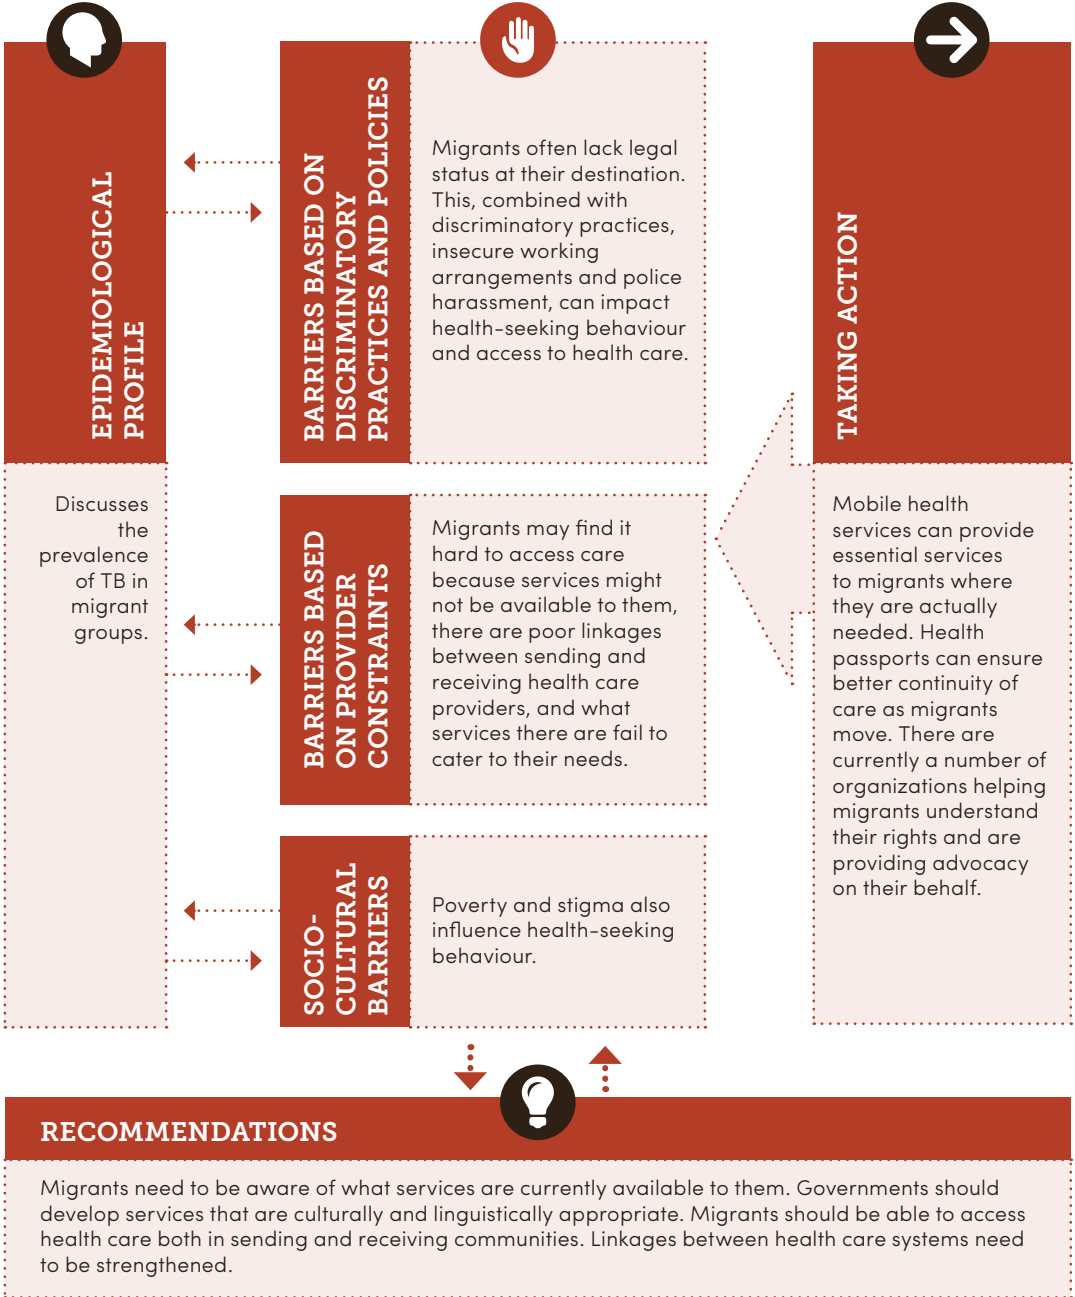 EPIDEMIOLOGICAL
PROFILE
Discusses
the
prevalence
of TB in
migrant
groups.
BARRIERS BASED ON
DISCRIMINATORY
PRACTICES AND POLICIES
Migrants often lack legal
status at their destination.
This, combined with
discriminatory practices,
insecure working
arrangements and police
harassment, can impact
health-seeking behaviour
and access to health care.
BARRIERS BASED
ON PROVIDER
CONSTRAINTS
Migrants may find it
hard to access care
because services might
not be available to them,
there are poor linkages
between sending and
receiving health care
providers, and what
services there are fail to
cater to their needs.
SOCIO-
CULTURAL
BARRIERS
Poverty and stigma also
influence health-seeking
behaviour.
TAKING ACTION
Mobile health
services can provide
essential services
to migrants where
they are actually
needed. Health
passports can ensure
better continuity of
care as migrants
move. There are
currently a number of
organizations helping
migrants understand
their rights and are
providing advocacy
on their behalf.
RECOMMENDATIONS
Migrants need to be aware of what services are currently available to them. Governments should
develop services that are culturally and linguistically appropriate. Migrants should be able to access
health care both in sending and receiving communities. Linkages between health care systems need
to be strengthened.